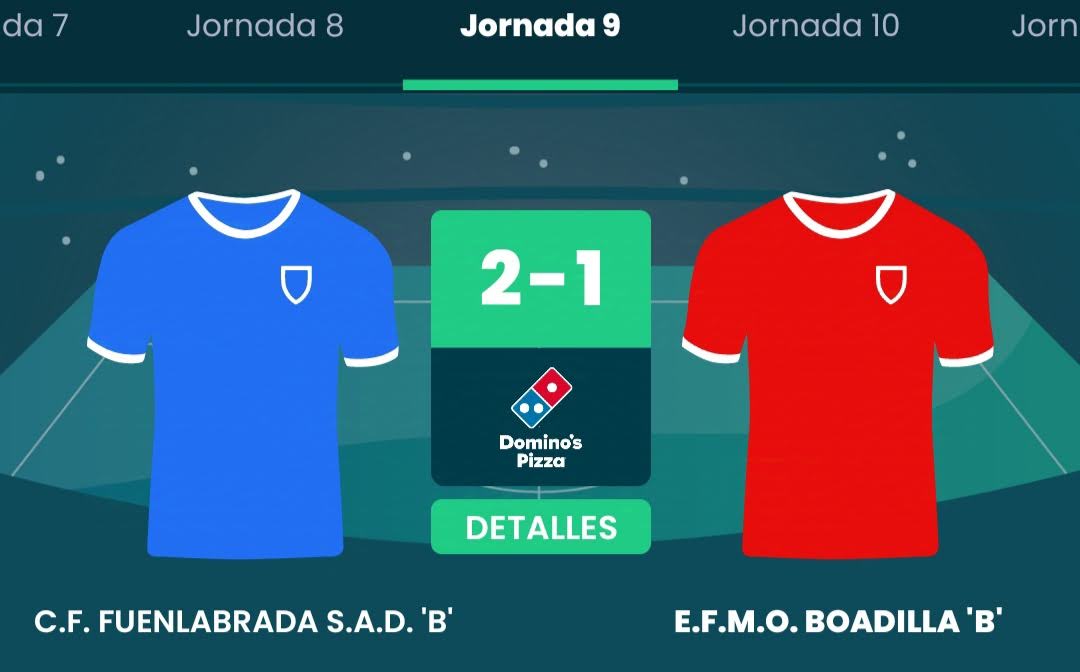 da 7 Jornada 8 Jornada 9 Jornada 10 Jorn
2-1
Domino's
Pizza
DETALLES
C.F. FUENLABRADA S.A.D. 'B' E.F.M.O. BOADILLA 'B'